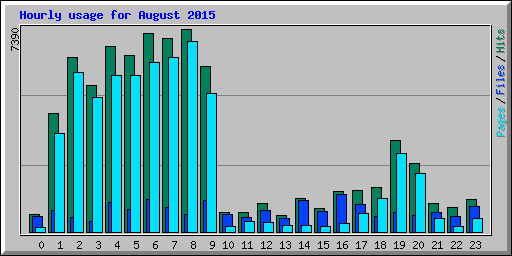 Hourly usage for August 2015
7390
Pages / Files / Hits
0 1 2 3 4 5 6 7 8 9 10 11 12 13 14 15 16 17 18 19 20 21 22 23